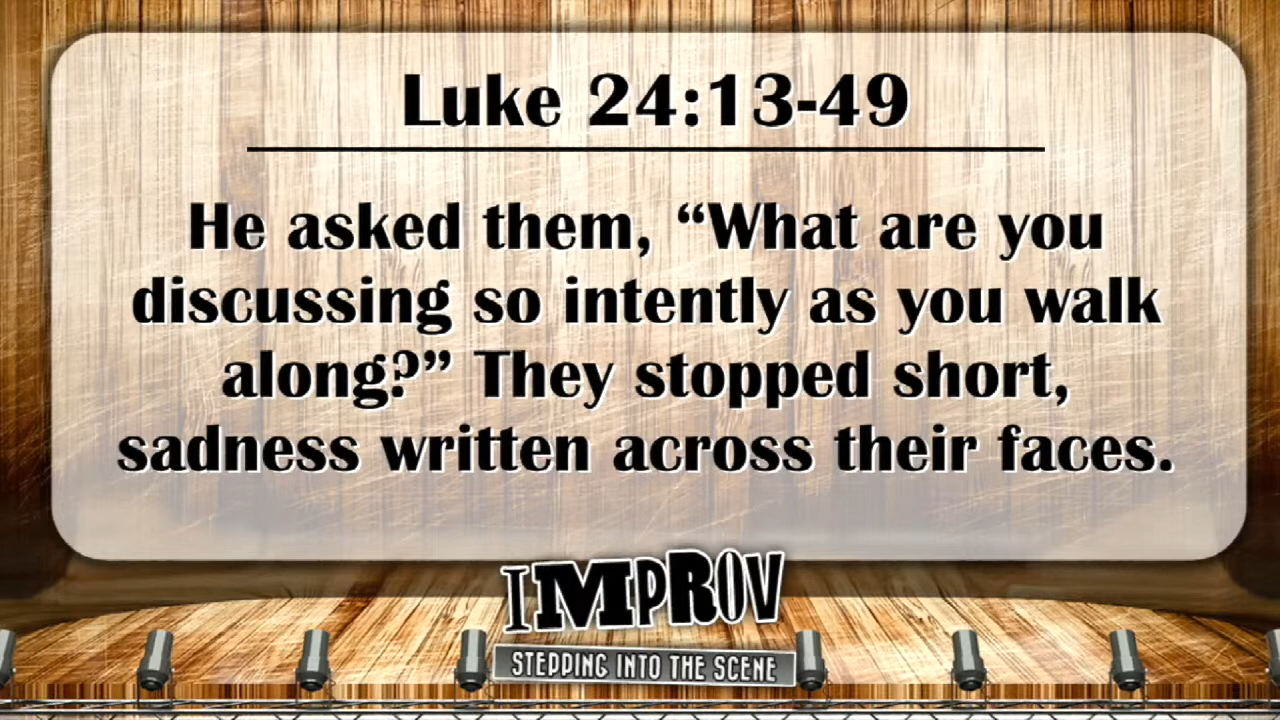 Luke 24:13-49
He asked them, “What are you
discussing so intently as you walk
along?” They stopped short,
sadness written across their faces.
IMPROV
STEPPING INTO THE SCENE